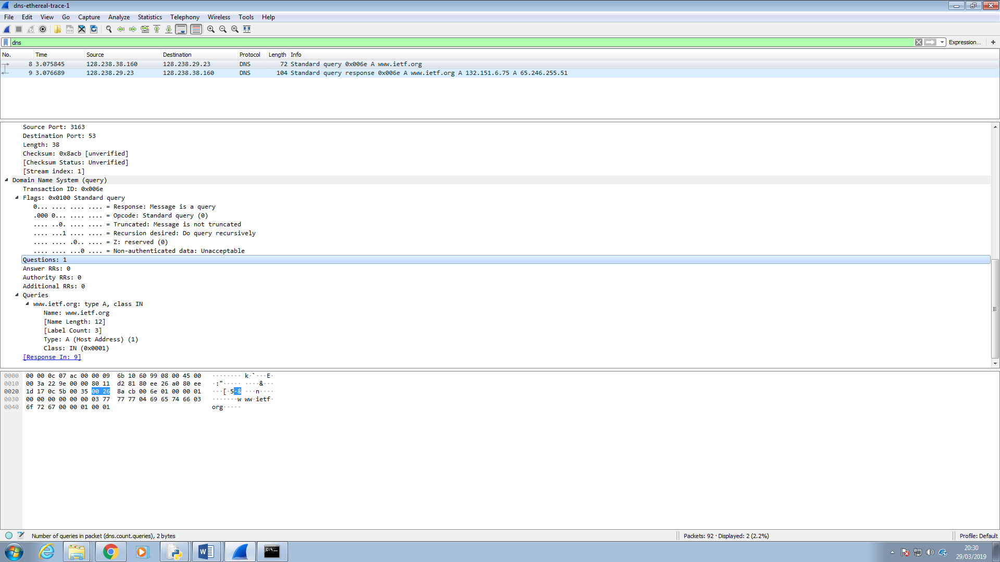 dns-ethereal-trace-1
File Edit View Go Capture Analyze Statistics Telephony Wireless Tools Help
dns
Expression... +
No. Time Source Destination Protocol Length Info
8 3.075845 128.238.38.160 128.238.29.23 DNS 72 Standard query 0x006e A www.ietf.org
9 3.076689 128.238.29.23 128.238.38.160 DNS 104 Standard query response 0x006e A www.ietf.org A 132.151.6.75 A 65.246.255.51
Source Port: 3163
Destination Port: 53
Length: 38
Checksum: 0x8acb [unverified]
[Checksum Status: Unverified]
[Stream index: 1]
Domain Name System (query)
Transaction ID: 0x006e
Flags: 0x0100 Standard query
0... .... .... .... = Response: Message is a query
.000 0... .... .... = Opcode: Standard query (0)
.... ..0. .... .... = Truncated: Message is not truncated
.... ...1 .... .... = Recursion desired: Do query recursively
.... .... .0.. .... = Z: reserved (0)
.... .... ...0 .... = Non-authenticated data: Unacceptable
Questions: 1
Answer RRs: 0
Authority RRs: 0
Additional RRs: 0
Queries
www.ietf.org: type A, class IN
Name: www.ietf.org
[Name Length: 12]
[Label Count: 3]
Type: A (Host Address) (1)
Class: IN (0x0001)
[Response In: 9]
0000 00 00 0c 07 ac 00 00 09 6b 10 60 99 08 00 45 00 ········ k·`···E·
0010 00 3a 22 9e 00 00 80 11 d2 81 80 ee 26 a0 80 ee ·:"····· ····&···
0020 1d 17 0c 5b 00 35 00 26 8a cb 00 6e 01 00 00 01 ···[·5·& ···n····
0030 00 00 00 00 00 00 03 77 77 77 04 69 65 74 66 03 ·······w ww·ietf·
0040 6f 72 67 00 00 01 00 01 org·····
Number of queries in packet (dns.count.queries), 2 bytes
Packets: 92 · Displayed: 2 (2.2%)
Profile: Default
C:\._
20:30
29/03/2019